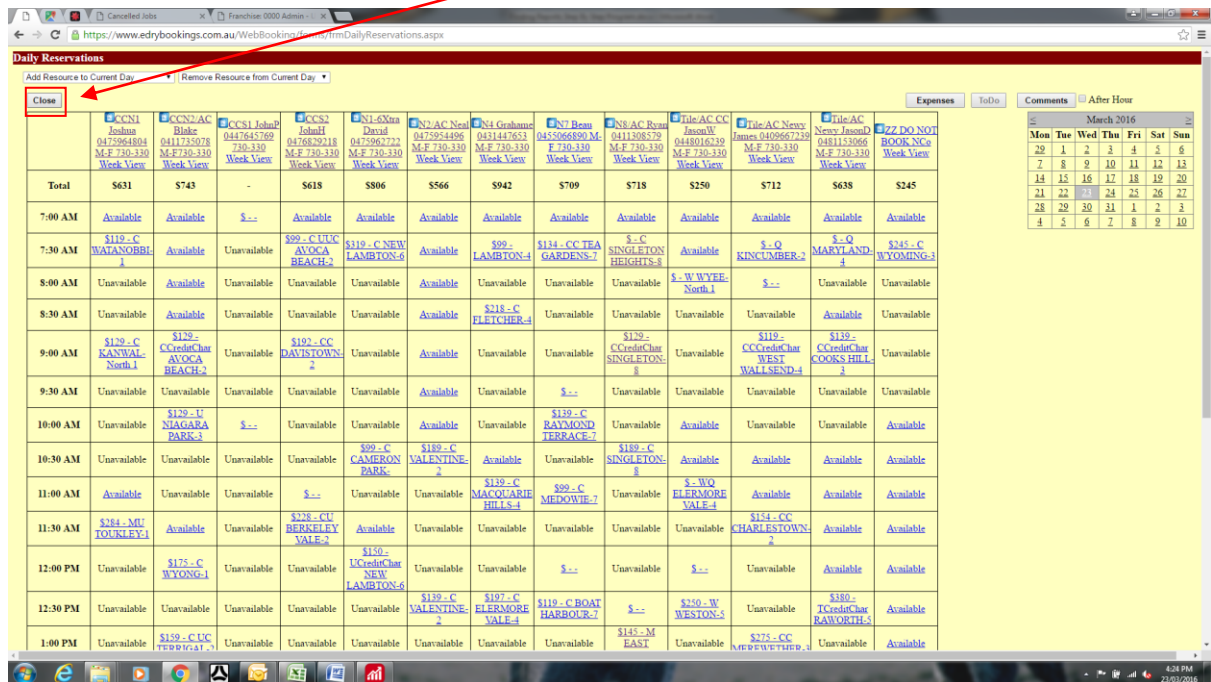 Cancelled Jobs
Franchise: 0000 Admin - (
https://www.edrybookings.com.au/WebBooking/forms/frmDailyReservations.aspx
Daily Reservations
Add Resource to Current Day Remove Resource from Current Day
Close Expenses ToDo Comments After Hour
CCN1 Joshua 0475964804 M-F 730-330 Week View
CCN2/AC Blake 0411735078 M-F730-330 Week View
CCS1 JohnP 0447645769 730-330 Week View
CCS2 JohnH 0476829218 M-F 730-330 Week View
N1-6Xtra David 0475962722 M-F 730-330 Week View
N2/AC Neal 0475954496 M-F 730-330 Week View
N4 Grahame 0431447653 M-F 730-330 Week View
N7 Beau 0455066890 M-F 730-330 Week View
N8/AC Ryan 0411308579 M-F 730-330 Week View
Tile/AC CC JasonW 0448016239 M-F 730-330 Week View
Tile/AC Newy James 0409667239 M-F 730-330 Week View
Tile/AC Newy JasonD 0481153066 M-F 730-330 Week View
ZZ DO NOT BOOK NCo Week View
Total $631 $743 - $618 $806 $566 $942 $709 $718 $250 $712 $638 $245
7:00 AM Available Available $ - - Available Available Available Available Available Available Available Available Available Available
7:30 AM $119 - C WATANOBBI-1 Available Unavailable $99 - C UUC AVOCA BEACH-2 $319 - C NEW LAMBTON-6 Available $99 - LAMBTON-4 $134 - CC TEA GARDENS-7 $ - C SINGLETON HEIGHTS-8 Available $ - Q KINCUMBER-2 $ - Q MARYLAND-4 $245 - C WYOMING-3
8:00 AM Unavailable Available Unavailable Unavailable Unavailable Available Unavailable Unavailable Unavailable $ - W WYEE-North 1 $ - - Unavailable Unavailable
8:30 AM Unavailable Available Unavailable Unavailable Unavailable Available $218 - C FLETCHER-4 Unavailable Unavailable Unavailable Unavailable Available Unavailable
9:00 AM $129 - C KANWAL-North 1 $129 - CCreditChar AVOCA BEACH-2 Unavailable $192 - CC DAVISTOWN-2 Unavailable Available Unavailable Unavailable $129 - CCreditChar SINGLETON-8 Unavailable $119 - CCCreditChar WEST WALLSEND-4 $139 - CCreditChar COOKS HILL-3 Unavailable
9:30 AM Unavailable Unavailable Unavailable Unavailable Unavailable Available Unavailable $ - - Unavailable Unavailable Unavailable Unavailable Unavailable
10:00 AM Unavailable $129 - U NIAGARA PARK-3 $ - - Unavailable Unavailable Available Unavailable $139 - C RAYMOND TERRACE-7 Unavailable Available Unavailable Unavailable Available
10:30 AM Unavailable Unavailable Unavailable Unavailable $99 - C CAMERON PARK- $189 - C VALENTINE-2 Available Unavailable $189 - C SINGLETON-8 Available Available Available Available
11:00 AM Available Unavailable Unavailable $ - - Unavailable Unavailable $139 - C MACQUARIE HILLS-4 $99 - C MEDOWIE-7 Unavailable $ - WQ ELERMORE VALE-4 Available Available Available
11:30 AM $284 - MU TOUKLEY-1 Available Unavailable $228 - CU BERKELEY VALE-2 Available Unavailable Unavailable Unavailable Unavailable Unavailable $154 - CC CHARLESTOWN-2 Available Available
12:00 PM Unavailable $175 - C WYONG-1 Unavailable Unavailable $150 - UCreditChar NEW LAMBTON-6 Unavailable Unavailable $ - - Unavailable $ - - Unavailable Available Available
12:30 PM Unavailable Unavailable Unavailable Unavailable Unavailable $139 - C VALENTINE-2 $197 - C ELERMORE VALE-4 $119 - C BOAT HARBOUR-7 $ - - $250 - W WESTON-5 Unavailable $380 - TCreditChar RAWORTH-5 Available
1:00 PM Unavailable $159 - C UC TERRIGAL-2 Unavailable Unavailable Unavailable Unavailable Unavailable Unavailable $145 - M EAST Unavailable $275 - CC MEREWETHER-3 Unavailable Available
< March 2016 >
Mon Tue Wed Thu Fri Sat Sun
29 1 2 3 4 5 6
7 8 9 10 11 12 13
14 15 16 17 18 19 20
21 22 23 24 25 26 27
28 29 30 31 1 2 3
4 5 6 7 8 9 10
4:24 PM
23/03/2016